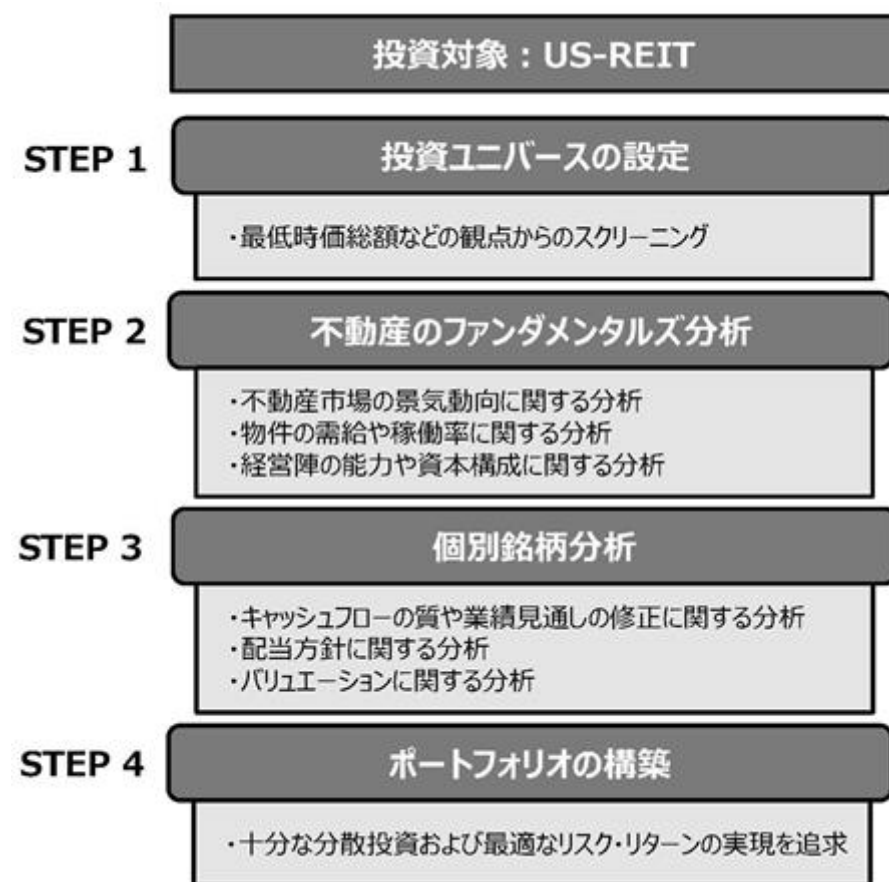 投資対象：US-REIT
STEP 1
投資ユニバースの設定
・最低時価総額などの観点からのスクリーニング
STEP 2
不動産のファンダメンタルズ分析
・不動産市場の景気動向に関する分析
・物件の需給や稼働率に関する分析
・経営陣の能力や資本構成に関する分析
STEP 3
個別銘柄分析
・キャッシュフローの質や業績見通しの修正に関する分析
・配当方針に関する分析
・バリュエーションに関する分析
STEP 4
ポートフォリオの構築
・十分な分散投資および最適なリスク・リターンの実現を追求